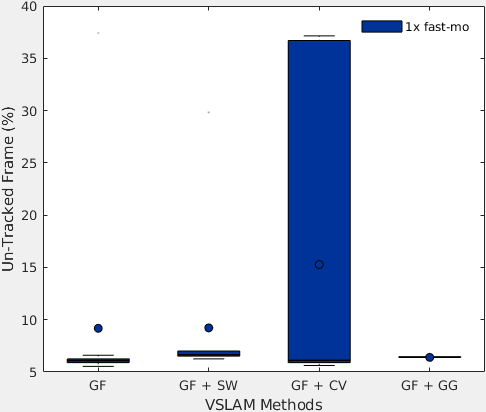 40
35
30
25
20
15
10
5
Un-Tracked Frame (%)
1x fast-mo
GF
GF + SW
GF + CV
GF + GG
VSLAM Methods